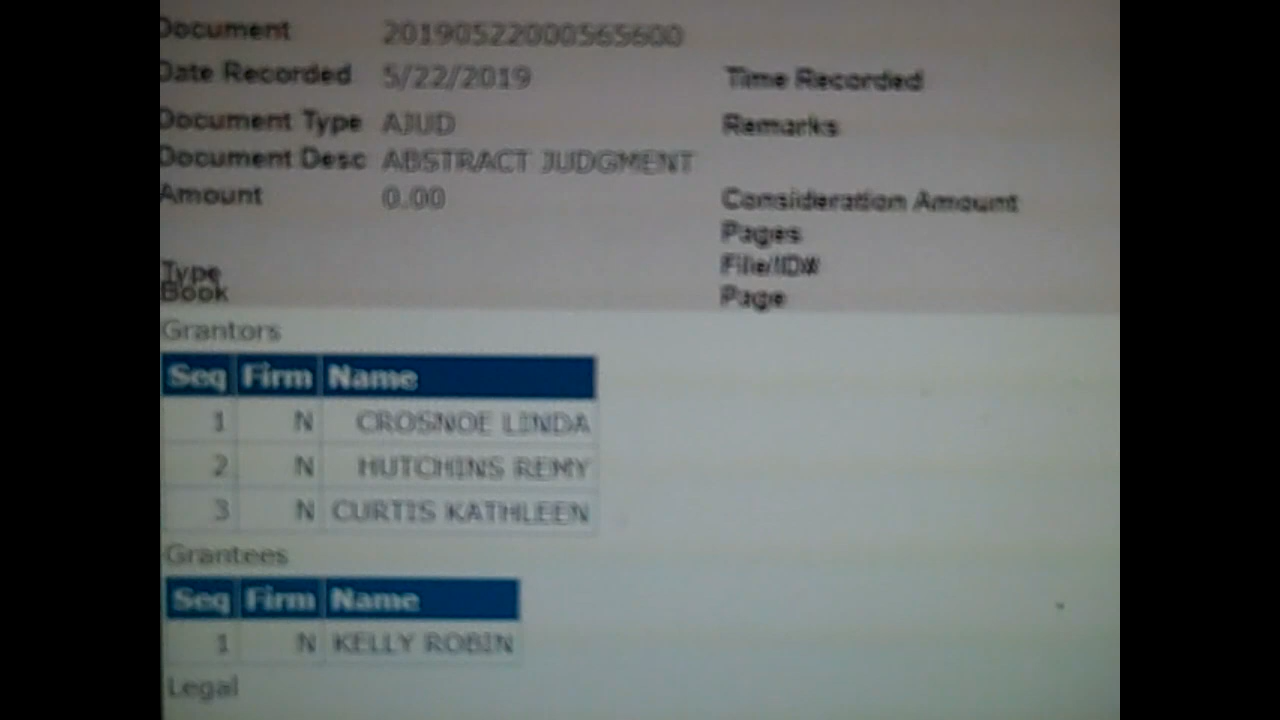 Document 20190522000565600
Date Recorded 5/22/2019 Time Recorded
Document Type AJUD Remarks
Document Desc ABSTRACT JUDGMENT
Amount 0.00 Consideration Amount
Pages
Type File/ID#
Book Page
Grantors
Seq Firm Name
1 N CROSNOE LINDA
2 N HUTCHINS REMY
3 N CURTIS KATHLEEN
Grantees
Seq Firm Name
1 N KELLY ROBIN
Legal